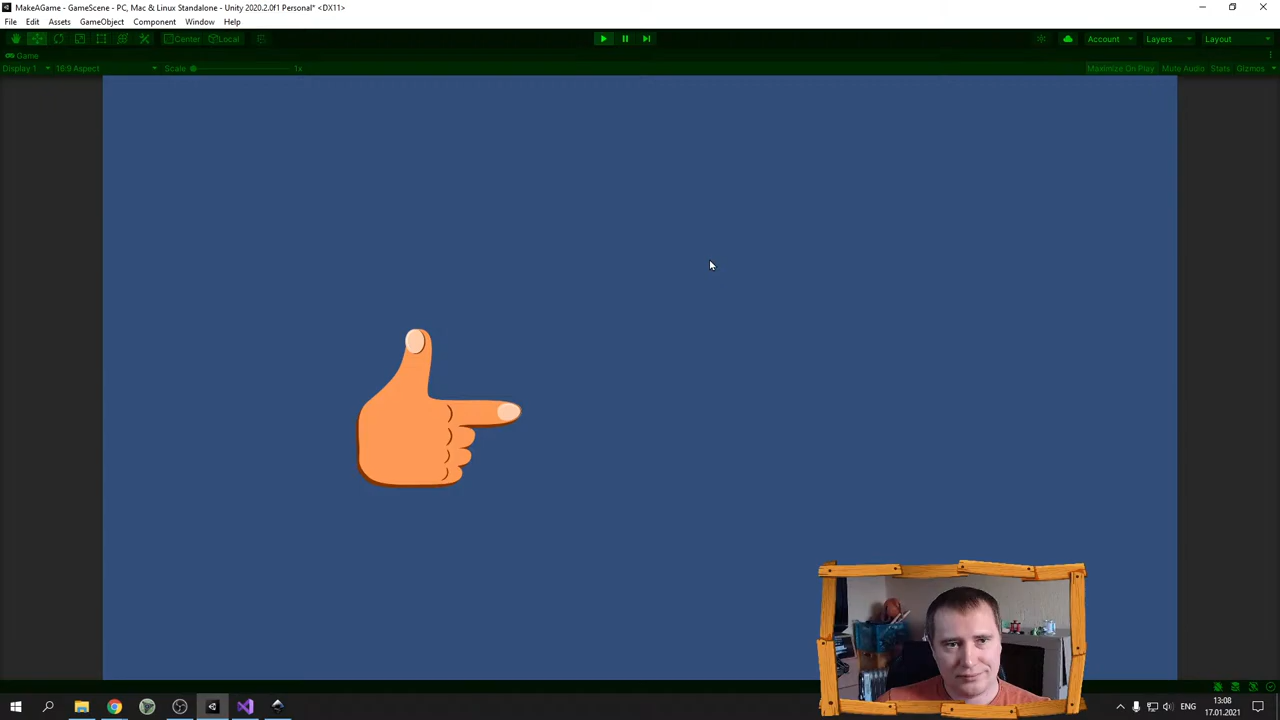 MakeAGame - GameScene - PC, Mac & Linux Standalone - Unity 2020.2.0f1 Personal* <DX11>
File Edit Assets GameObject Component Window Help
Center Local Account Layers Layout
Game
Display 1 16:9 Aspect Scale 1x Maximize On Play Mute Audio Stats Gizmos
ENG
13:08
17.01.2021